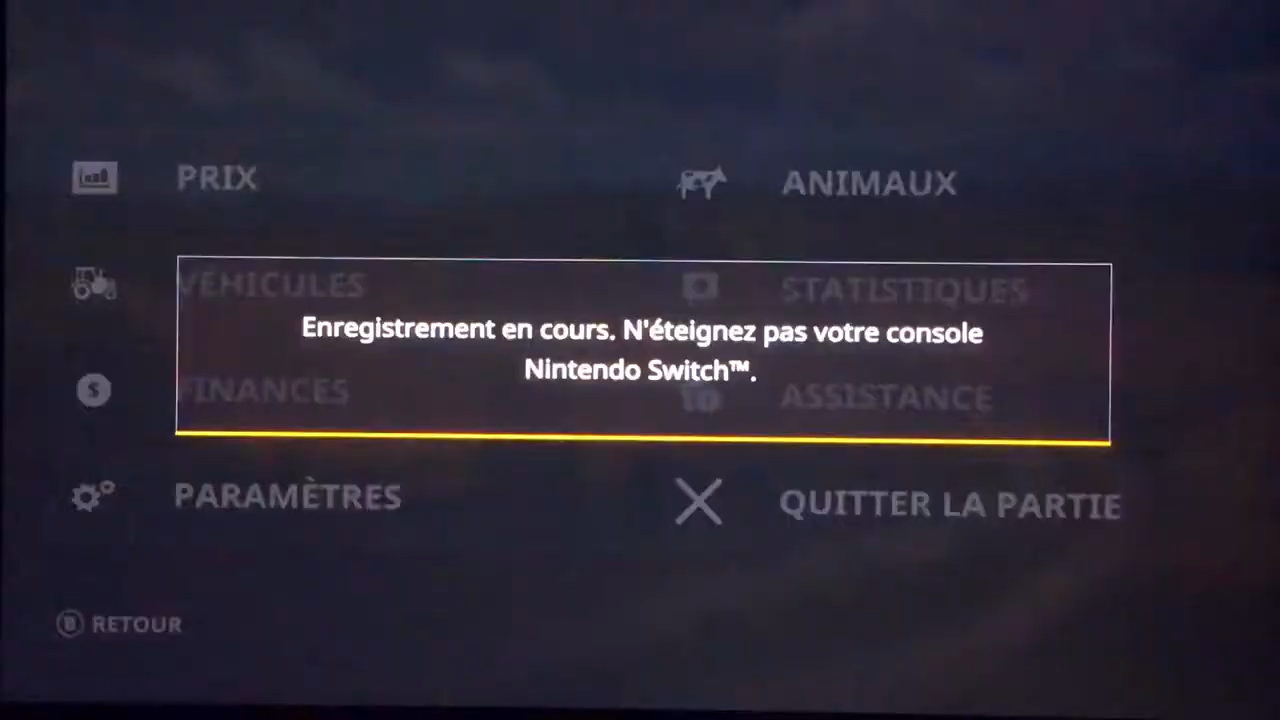 PRIX
ANIMAUX
VÉHICULES
STATISTIQUES
Enregistrement en cours. N'éteignez pas votre console
Nintendo Switch™.
FINANCES
ASSISTANCE
PARAMÈTRES
QUITTER LA PARTIE
B RETOUR